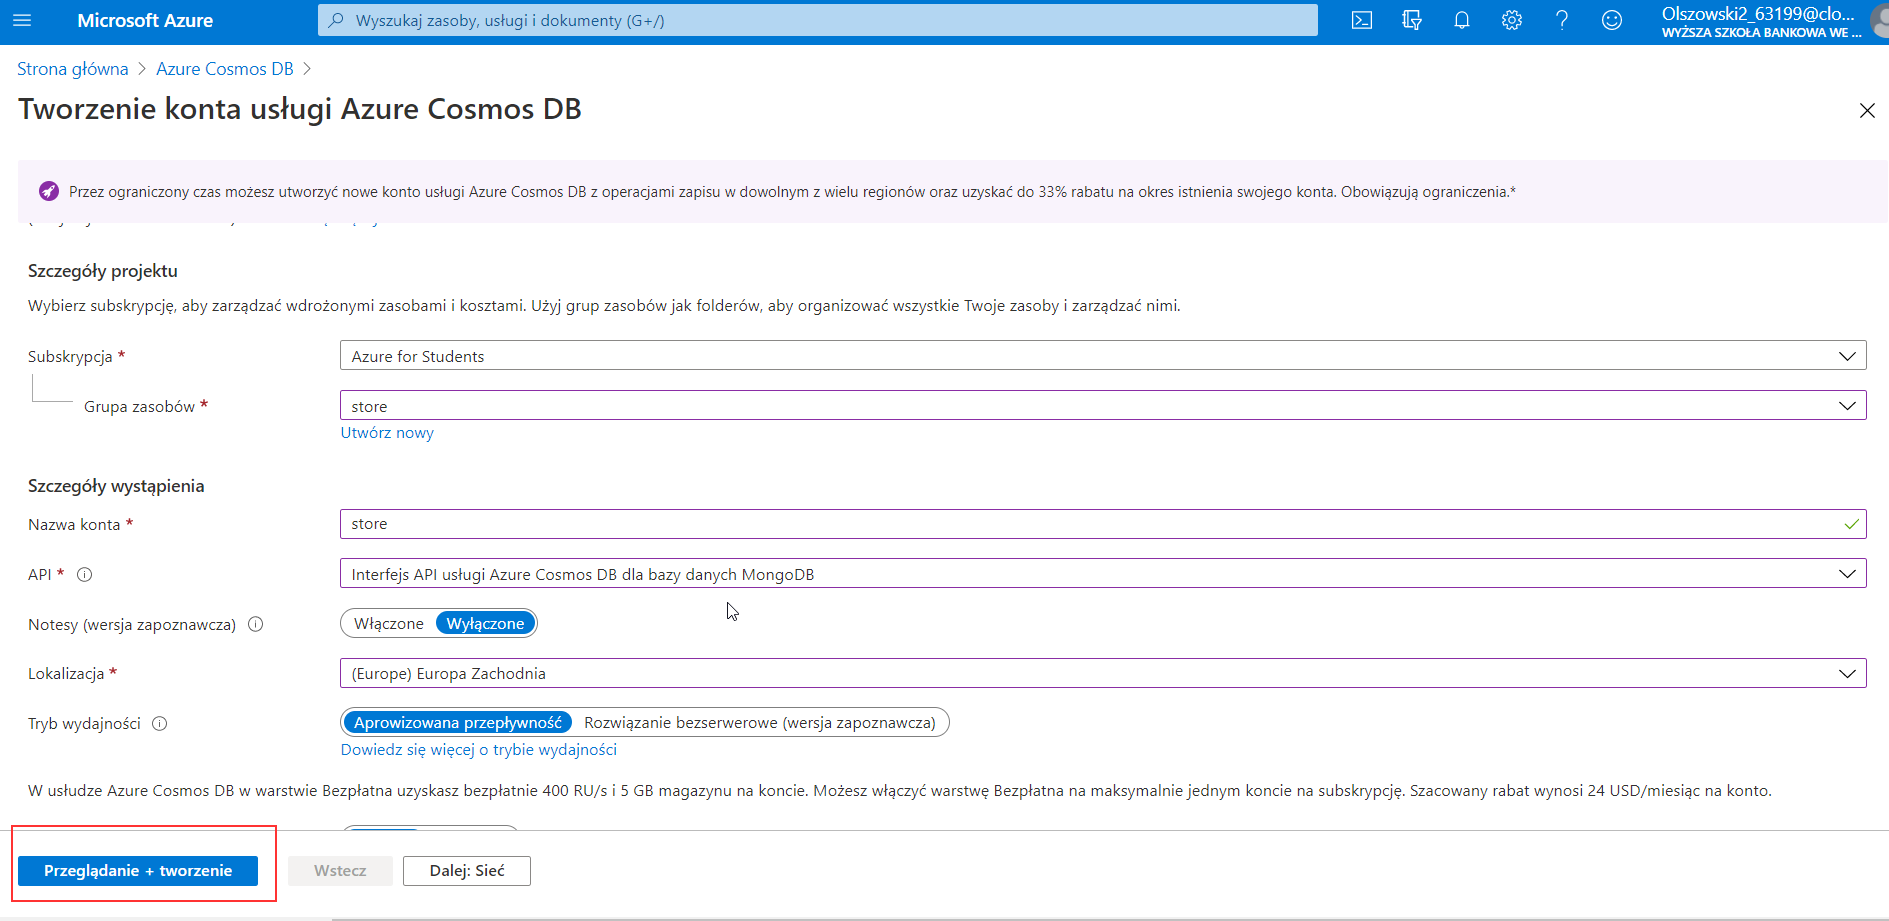 Microsoft Azure
Wyszukaj zasoby, usługi i dokumenty (G+/)
Olszowski2_63199@clo...
WYŻSZA SZKOŁA BANKOWA WE ...
Strona główna > Azure Cosmos DB >
Tworzenie konta usługi Azure Cosmos DB
Przez ograniczony czas możesz utworzyć nowe konto usługi Azure Cosmos DB z operacjami zapisu w dowolnym z wielu regionów oraz uzyskać do 33% rabatu na okres istnienia swojego konta. Obowiązują ograniczenia.*
Szczegóły projektu
Wybierz subskrypcję, aby zarządzać wdrożonymi zasobami i kosztami. Użyj grup zasobów jak folderów, aby organizować wszystkie Twoje zasoby i zarządzać nimi.
Subskrypcja * Azure for Students
Grupa zasobów * store
Utwórz nowy
Szczegóły wystąpienia
Nazwa konta * store
API * Interfejs API usługi Azure Cosmos DB dla bazy danych MongoDB
Notesy (wersja zapoznawcza) Włączone Wyłączone
Lokalizacja * (Europe) Europa Zachodnia
Tryb wydajności Aprowizowana przepływność Rozwiązanie bezserwerowe (wersja zapoznawcza)
Dowiedz się więcej o trybie wydajności
W usłudze Azure Cosmos DB w warstwie Bezpłatna uzyskasz bezpłatnie 400 RU/s i 5 GB magazynu na koncie. Możesz włączyć warstwę Bezpłatna na maksymalnie jednym koncie na subskrypcję. Szacowany rabat wynosi 24 USD/miesiąc na konto.
Przeglądanie + tworzenie Wstecz Dalej: Sieć